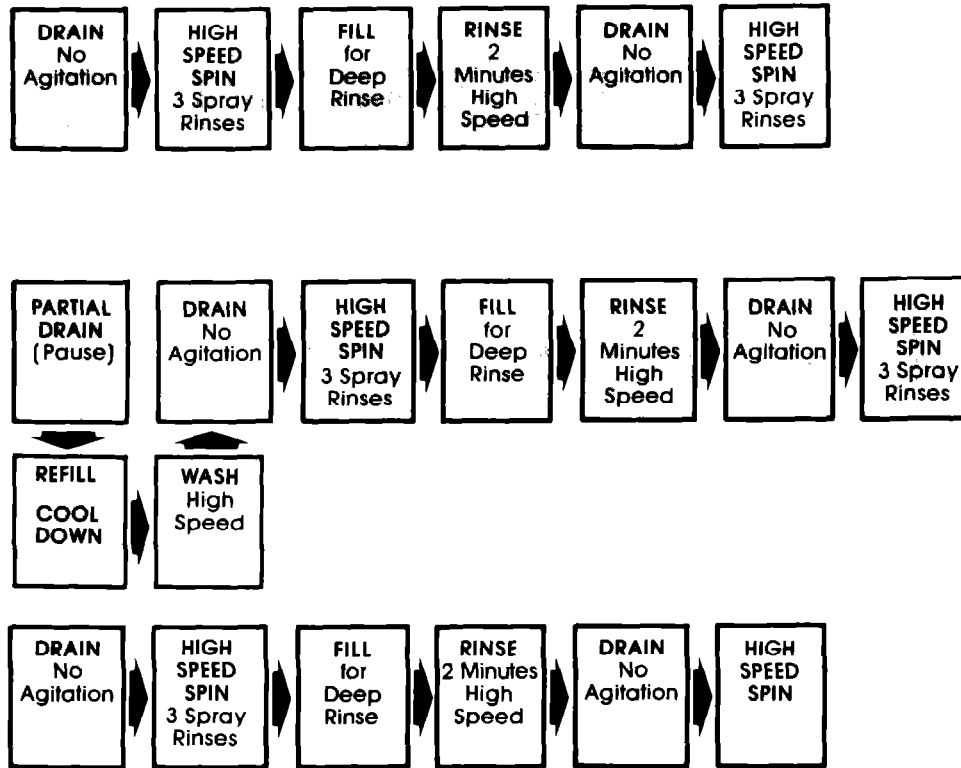 DRAIN
No
Agitation
HIGH
SPEED
SPIN
3 Spray
Rinses
FILL
for
Deep
Rinse
RINSE
2
Minutes
High
Speed
DRAIN
No
Agitation
HIGH
SPEED
SPIN
3 Spray
Rinses
PARTIAL
DRAIN
(Pause)
REFILL
COOL
DOWN
WASH
High
Speed
DRAIN
No
Agitation
HIGH
SPEED
SPIN
3 Spray
Rinses
FILL
for
Deep
Rinse
RINSE
2
Minutes
High
Speed
DRAIN
No
Agitation
HIGH
SPEED
SPIN
3 Spray
Rinses
DRAIN
No
Agitation
HIGH
SPEED
SPIN
3 Spray
Rinses
FILL
for
Deep
Rinse
RINSE
2 Minutes
High
Speed
DRAIN
No
Agitation
HIGH
SPEED
SPIN